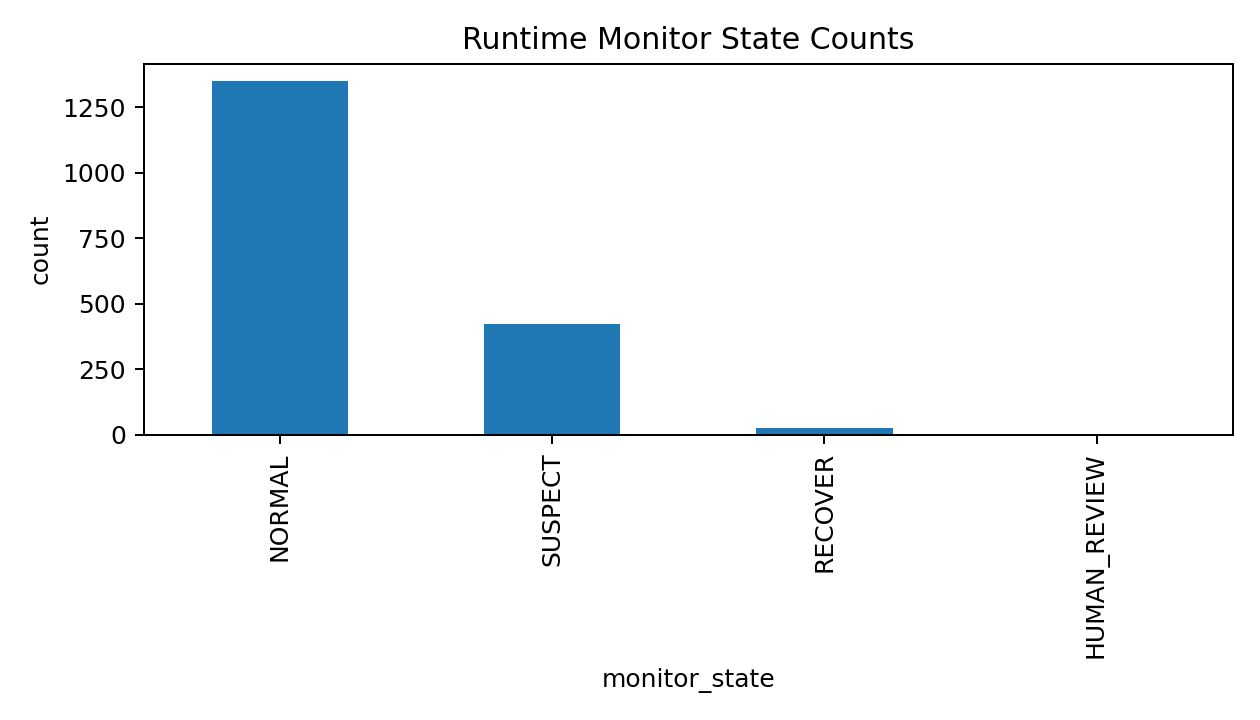 Runtime Monitor State Counts
count
1250
1000
750
500
250
0
NORMAL
SUSPECT
RECOVER
HUMAN_REVIEW
monitor_state